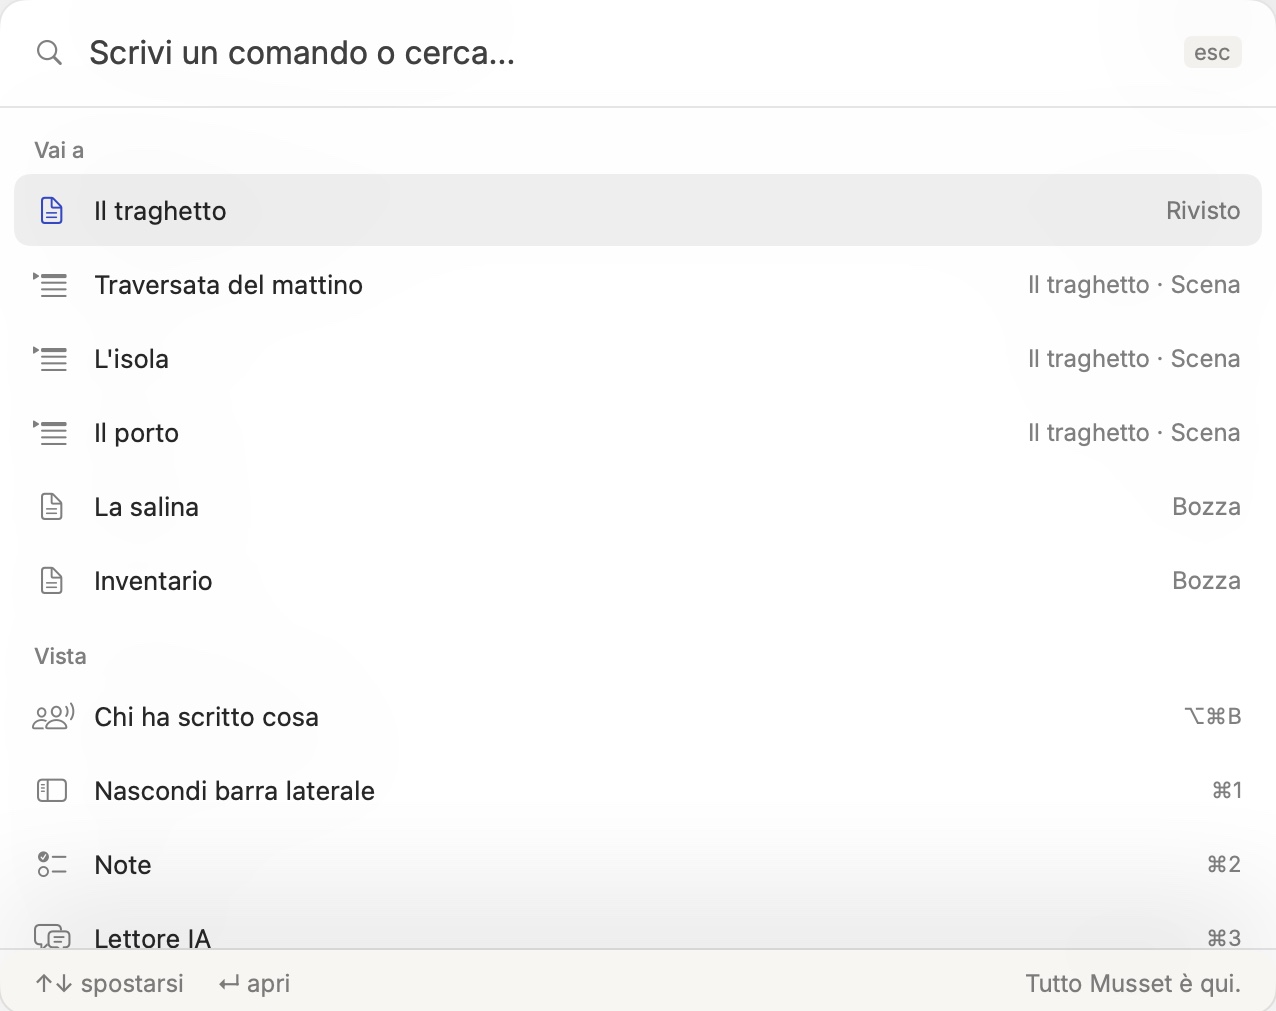 Scrivi un comando o cerca...
esc
Vai a
Il traghetto Rivisto
Traversata del mattino Il traghetto · Scena
L'isola Il traghetto · Scena
Il porto Il traghetto · Scena
La salina Bozza
Inventario Bozza
Vista
Chi ha scritto cosa ⌥⌘B
Nascondi barra laterale ⌘1
Note ⌘2
Lettore IA ⌘3
↑↓ spostarsi ↵ apri Tutto Musset è qui.